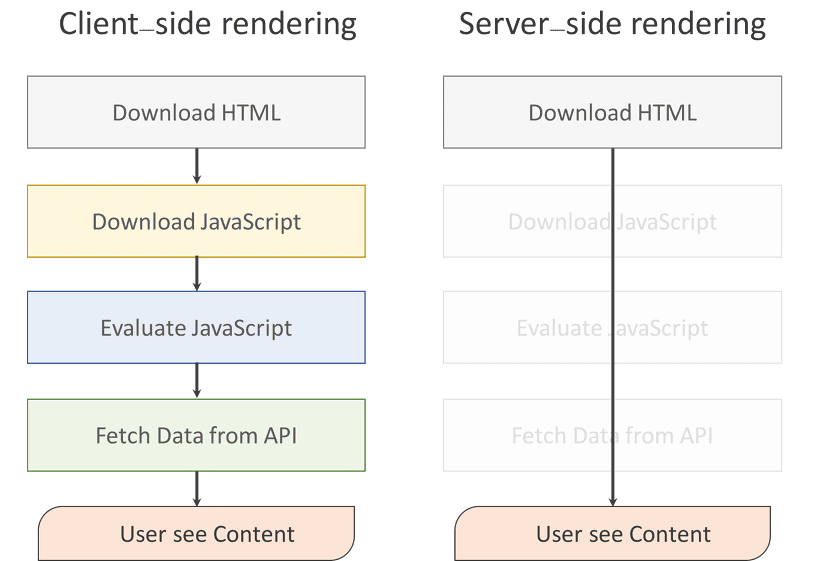 Client–side rendering
Download HTML
Download JavaScript
Evaluate JavaScript
Fetch Data from API
User see Content
Server–side rendering
Download HTML
Download JavaScript
Evaluate JavaScript
Fetch Data from API
User see Content